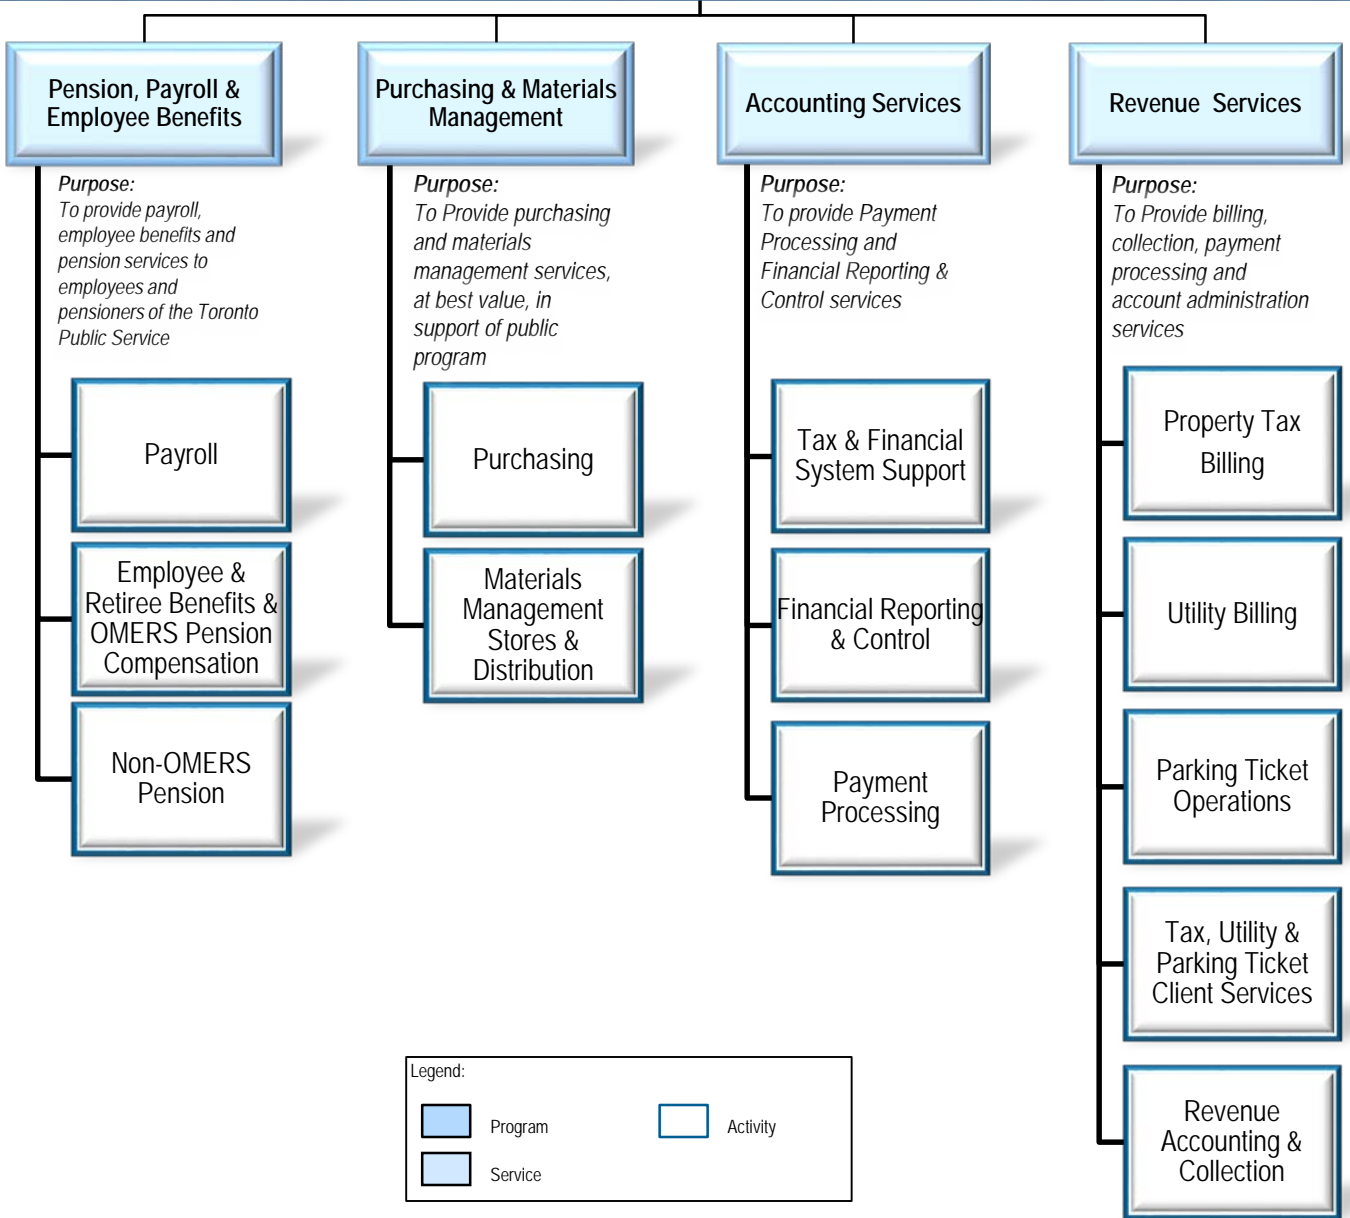 Pension, Payroll &
Employee Benefits
Purpose:
To provide payroll,
employee benefits and
pension services to
employees and
pensioners of the Toronto
Public Service
Payroll
Employee &
Retiree Benefits &
OMERS Pension
Compensation
Non-OMERS
Pension
Purchasing & Materials
Management
Purpose:
To Provide purchasing
and materials
management services,
at best value, in
support of public
program
Purchasing
Materials
Management
Stores &
Distribution
Accounting Services
Purpose:
To provide Payment
Processing and
Financial Reporting &
Control services
Tax & Financial
System Support
Financial Reporting
& Control
Payment
Processing
Revenue Services
Purpose:
To Provide billing,
collection, payment
processing and
account administration
services
Property Tax
Billing
Utility Billing
Parking Ticket
Operations
Tax, Utility &
Parking Ticket
Client Services
Revenue
Accounting &
Collection
Legend:
Program
Activity
Service